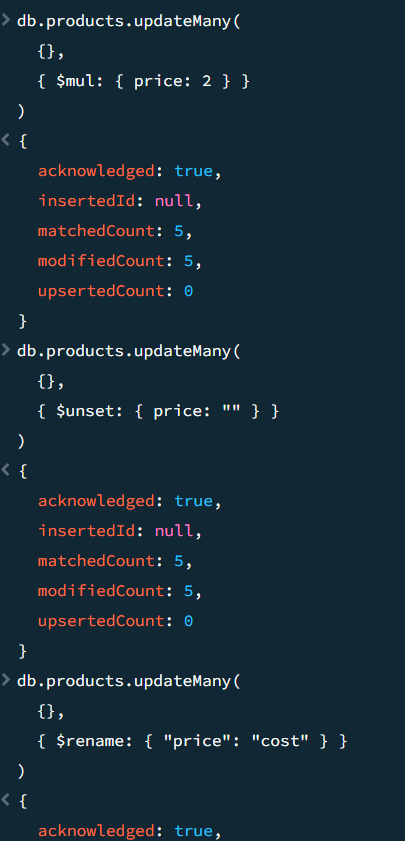 > db.products.updateMany(
{},
{ $mul: { price: 2 } }
)
< {
acknowledged: true,
insertedId: null,
matchedCount: 5,
modifiedCount: 5,
upsertedCount: 0
}
> db.products.updateMany(
{},
{ $unset: { price: "" } }
)
< {
acknowledged: true,
insertedId: null,
matchedCount: 5,
modifiedCount: 5,
upsertedCount: 0
}
> db.products.updateMany(
{},
{ $rename: { "price": "cost" } }
)
< {
acknowledged: true,